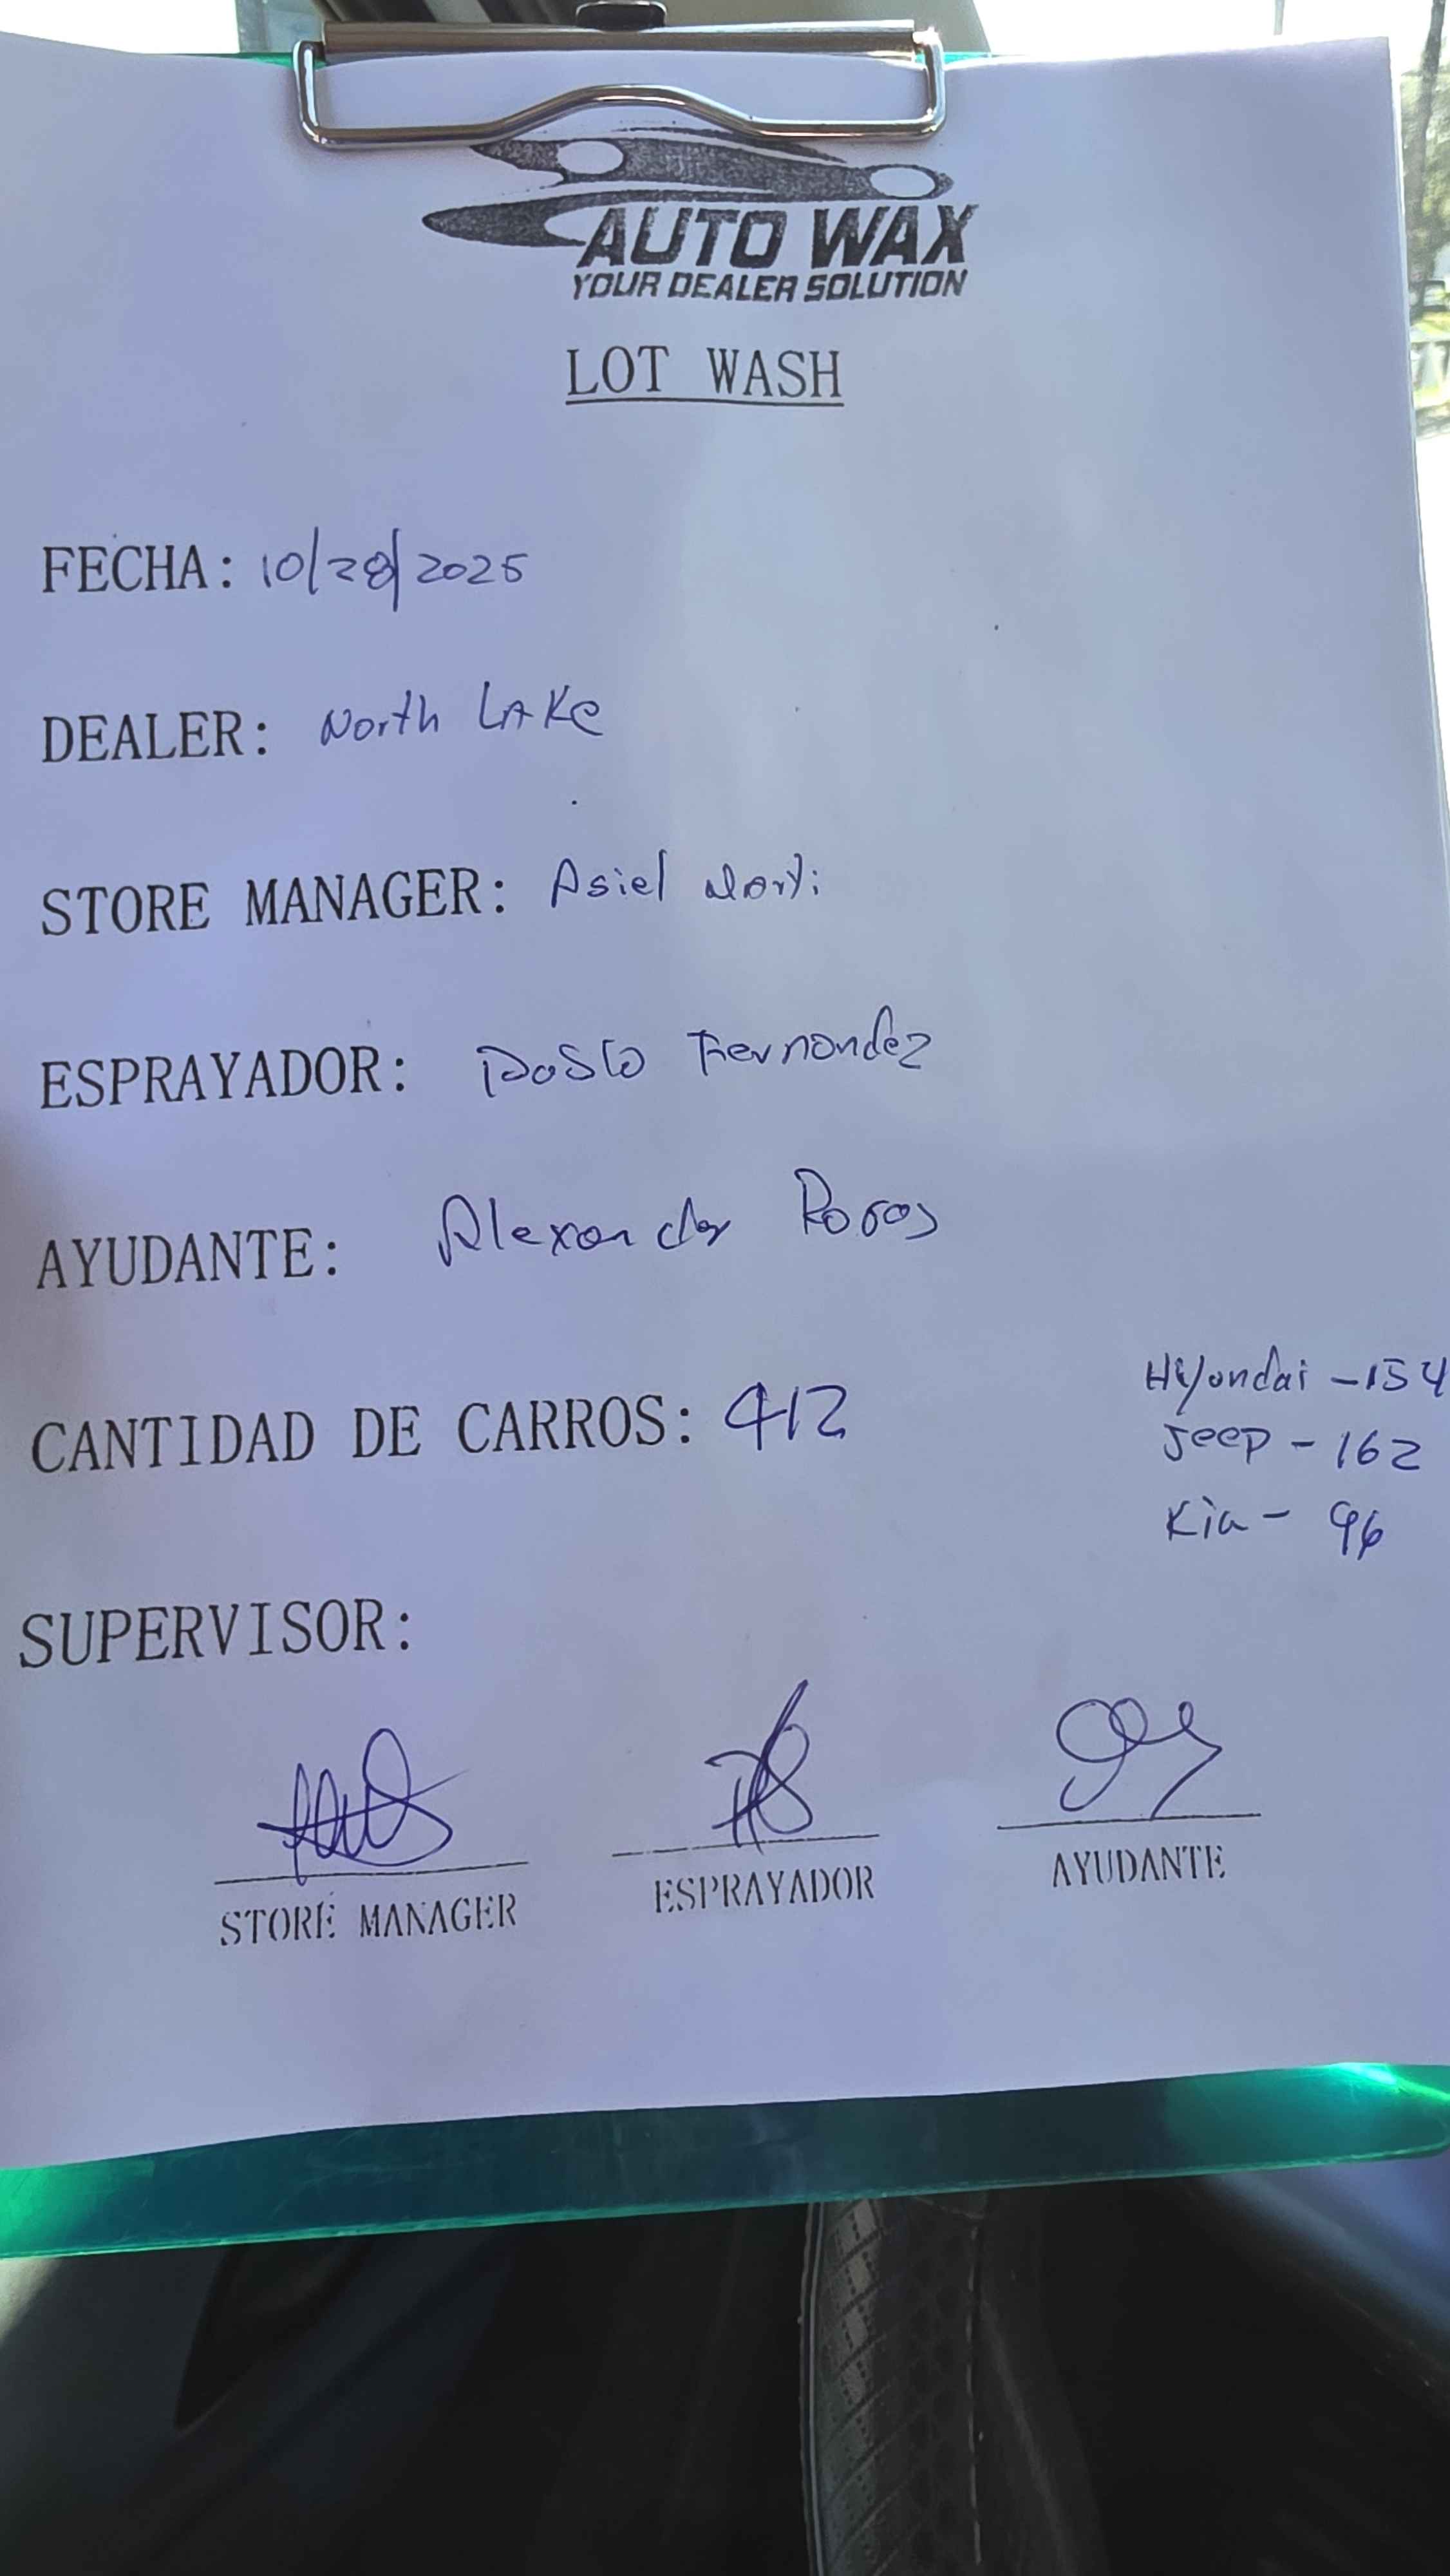 AUTO WAX
YOUR DEALER SOLUTION
LOT WASH
FECHA: 10/28/2025
DEALER: North LAKe
STORE MANAGER: Asiel
ESPRAYADOR: Fernandez
AYUDANTE: Alexander
CANTIDAD DE CARROS: 412
Hyundai - 154
Jeep - 162
Kia - 96
SUPERVISOR:
STORE MANAGER
ESPRAYADOR
AYUDANTE